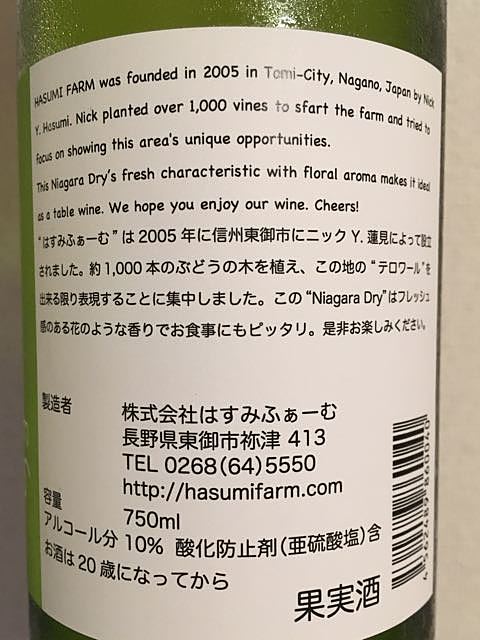 HASUMI FARM was founded in 2005 in Tomi-City, Nagano, Japan by Nick
Y. Hasumi. Nick planted over 1,000 vines to sfart the farm and tried to
focus on showing this area's unique opportunities.
This Niagara Dry's fresh characteristic with floral aroma makes it ideal
as a table wine. We hope you enjoy our wine. Cheers!
“はすみふぁーむ” は 2005 年に信州東御市にニック Y. 蓮見によって設立
されました。約 1,000 本のぶどうの木を植え、この地の “テロワール”を
出来る限り表現することに集中しました。この “Niagara Dry”はフレッシュ
感のある花のような香りでお食事にもピッタリ。是非お楽しみください。
製造者 株式会社はすみふぁーむ
長野県東御市祢津 413
TEL 0268(64)5550
http://hasumifarm.com
容量 750ml
アルコール分 10% 酸化防止剤(亜硫酸塩)含
お酒は 20 歳になってから
果実酒
4 562489 860040